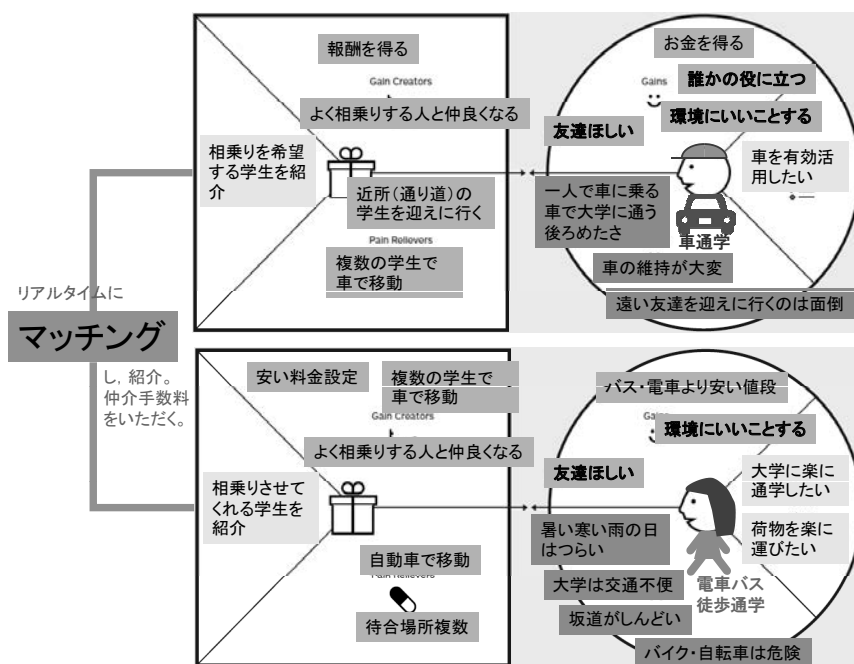 報酬を得る
Gain Creators
よく相乗りする人と仲良くなる
相乗りを希望
する学生を紹
介
近所（通り道）の
学生を迎えに行く
Pain Relievers
複数の学生で
車で移動
お金を得る
Gains
誰かの役に立つ
環境にいいことする
友達ほしい
車を有効活
用したい
一人で車に乗る
車で大学に通う
後ろめたさ
車通学
車の維持が大変
遠い友達を迎えに行くのは面倒
リアルタイムに
マッチング
し，紹介。
仲介手数料
をいただく。
安い料金設定
複数の学生で
車で移動
Gain Creators
よく相乗りする人と仲良くなる
相乗りさせて
くれる学生を
紹介
自動車で移動
Pain Relievers
待合場所複数
バス・電車より安い値段
Gains
環境にいいことする
友達ほしい
大学に楽に
通学したい
暑い寒い雨の日
はつらい
荷物を楽に
運びたい
大学は交通不便
電車バス
徒歩通学
坂道がしんどい
バイク・自転車は危険